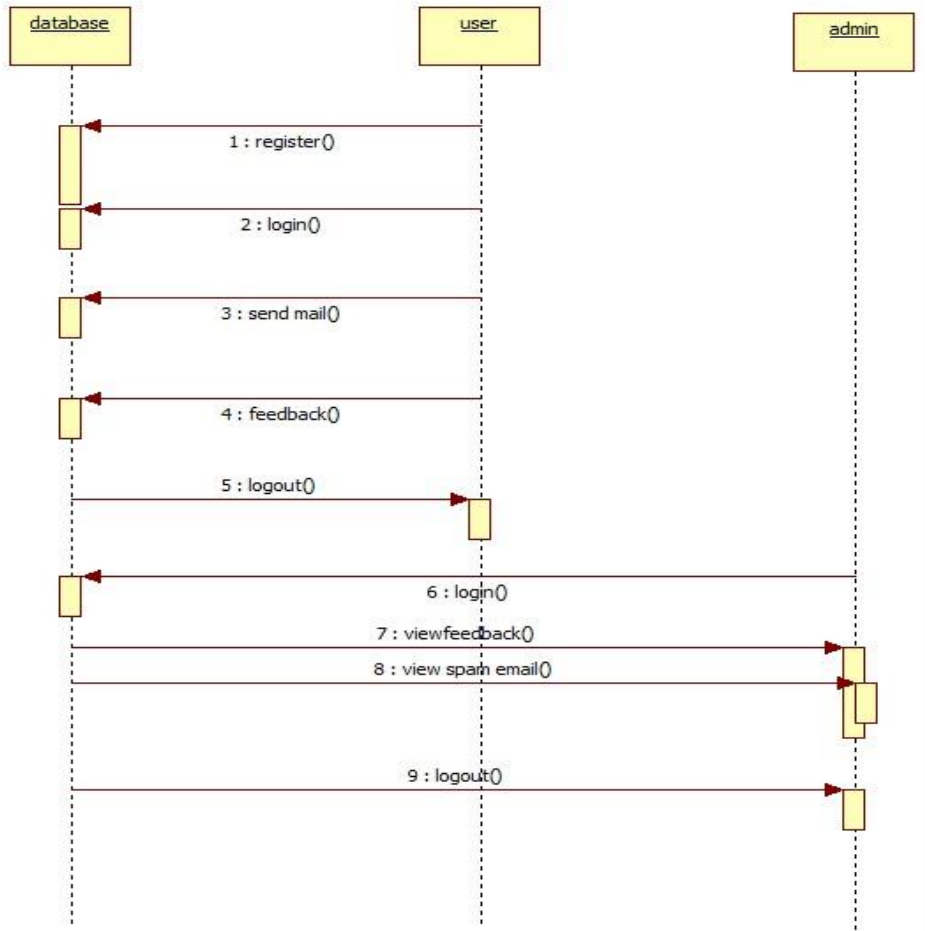 database
user
admin
1 : register()
2 : login()
3 : send mail()
4 : feedback()
5 : logout()
6 : login()
7 : viewfeedback()
8 : view spam email()
9 : logout()